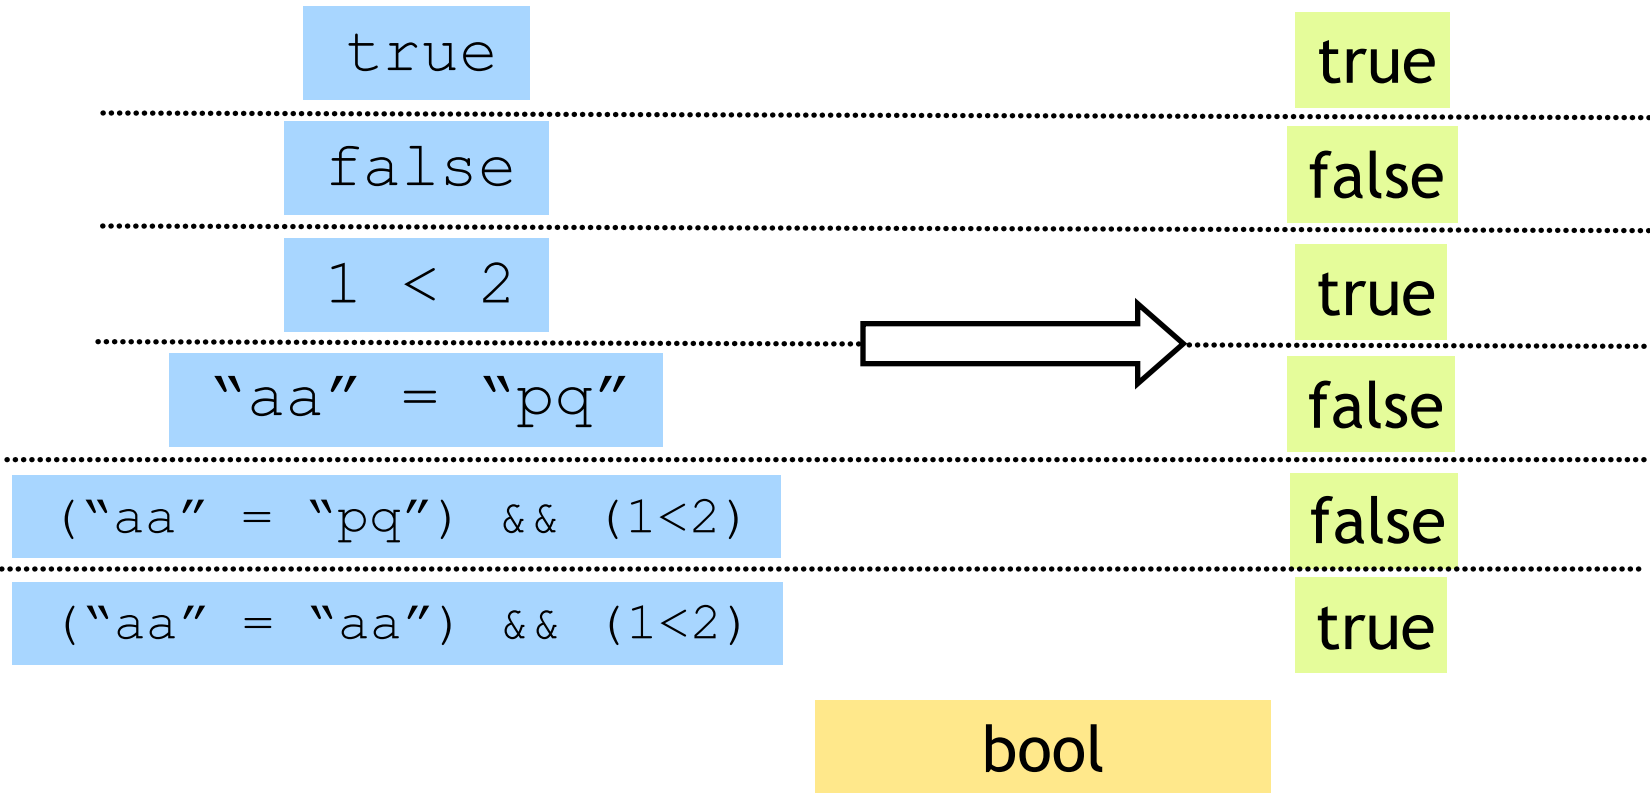 true true
false false
1 < 2 true
“aa” = “pq” false
(“aa” = “pq”) && (1<2) false
(“aa” = “aa”) && (1<2) true
bool